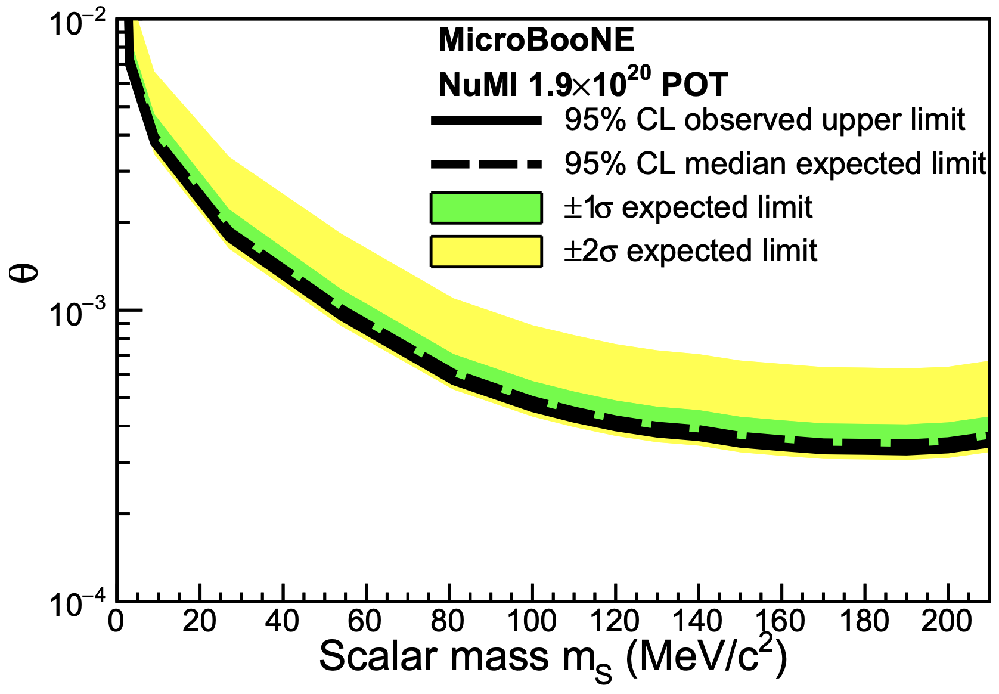 10⁻²
MicroBooNE
NuMI 1.9×10²⁰ POT
95% CL observed upper limit
95% CL median expected limit
±1σ expected limit
±2σ expected limit
θ
10⁻³
10⁻⁴
0 20 40 60 80 100 120 140 160 180 200
Scalar mass mₛ (MeV/c²)